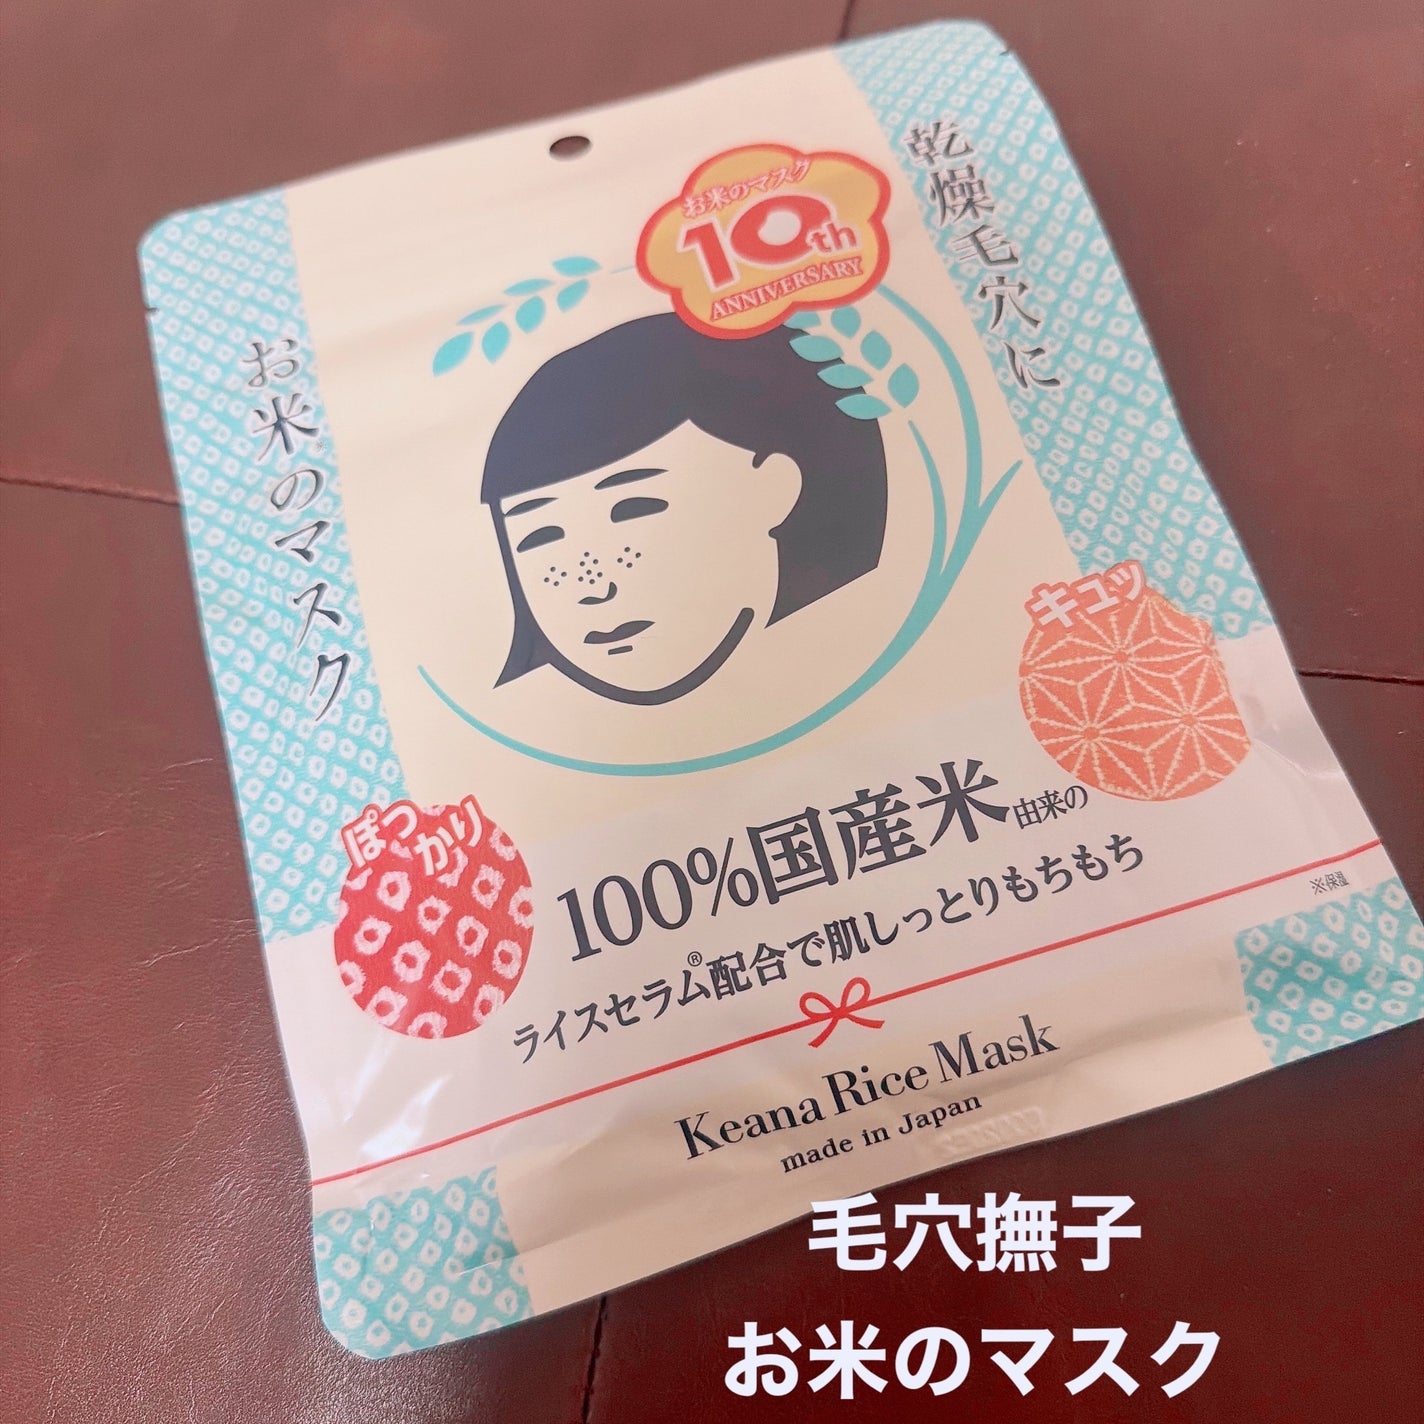 お米のマスク
10th
ANNIVERSARY
乾燥毛穴に
お米のマスク
キュッ
ぽっ
かり
100%国産米由来の
ライスセラム®配合で肌しっとりもちもち
※保湿
Keana Rice Mask
made in Japan
毛穴撫子
お米のマスク